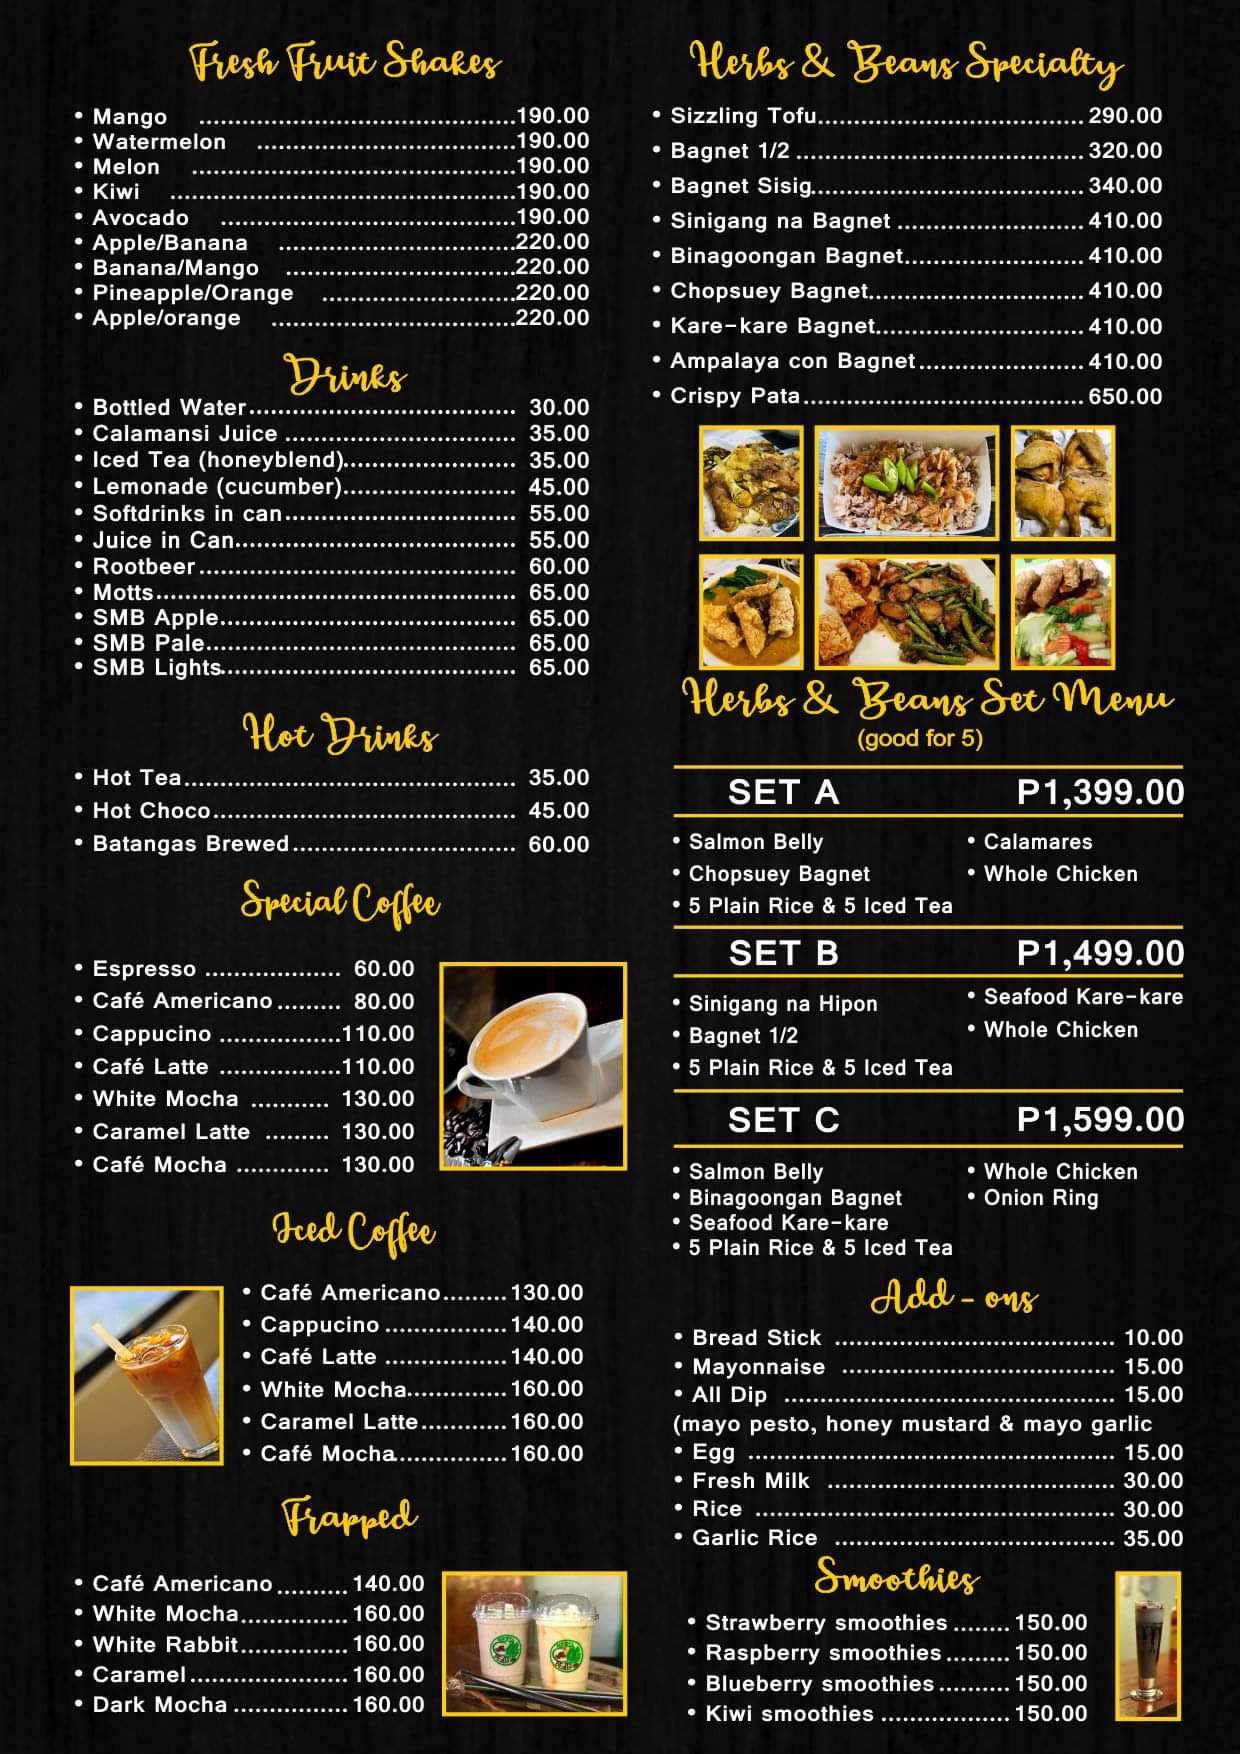 Fresh Fruit Shakes
• Mango ............................................190.00
• Watermelon ....................................190.00
• Melon .............................................190.00
• Kiwi ................................................190.00
• Avocado .........................................190.00
• Apple/Banana .................................220.00
• Banana/Mango ................................220.00
• Pineapple/Orange ...........................220.00
• Apple/orange ..................................220.00
Drinks
• Bottled Water..................................... 30.00
• Calamansi Juice ................................ 35.00
• Iced Tea (honeyblend)........................ 35.00
• Lemonade (cucumber)........................ 45.00
• Softdrinks in can................................ 55.00
• Juice in Can....................................... 55.00
• Rootbeer............................................ 60.00
• Motts.................................................. 65.00
• SMB Apple......................................... 65.00
• SMB Pale........................................... 65.00
• SMB Lights......................................... 65.00
Hot Drinks
• Hot Tea.............................................. 35.00
• Hot Choco.......................................... 45.00
• Batangas Brewed............................... 60.00
Special Coffee
• Espresso ................... 60.00
• Café Americano......... 80.00
• Cappucino .................110.00
• Café Latte .................110.00
• White Mocha ........... 130.00
• Caramel Latte ......... 130.00
• Café Mocha ............. 130.00
Iced Coffee
• Café Americano.........130.00
• Cappucino .................140.00
• Café Latte .................140.00
• White Mocha..............160.00
• Caramel Latte............160.00
• Café Mocha................160.00
Frapped
• Café Americano..........140.00
• White Mocha...............160.00
• White Rabbit...............160.00
• Caramel......................160.00
• Dark Mocha................160.00
Herbs & Beans Specialty
• Sizzling Tofu.....................................290.00
• Bagnet 1/2 ........................................320.00
• Bagnet Sisig......................................340.00
• Sinigang na Bagnet ..........................410.00
• Binagoongan Bagnet.........................410.00
• Chopsuey Bagnet..............................410.00
• Kare-kare Bagnet.............................410.00
• Ampalaya con Bagnet.......................410.00
• Crispy Pata.......................................650.00
Herbs & Beans Set Menu
(good for 5)
SET A P1,399.00
• Salmon Belly • Calamares
• Chopsuey Bagnet • Whole Chicken
• 5 Plain Rice & 5 Iced Tea
SET B P1,499.00
• Sinigang na Hipon • Seafood Kare-kare
• Bagnet 1/2 • Whole Chicken
• 5 Plain Rice & 5 Iced Tea
SET C P1,599.00
• Salmon Belly • Whole Chicken
• Binagoongan Bagnet • Onion Ring
• Seafood Kare-kare
• 5 Plain Rice & 5 Iced Tea
Add - ons
• Bread Stick ....................................... 10.00
• Mayonnaise ...................................... 15.00
• All Dip .............................................. 15.00
(mayo pesto, honey mustard & mayo garlic
• Egg ................................................... 15.00
• Fresh Milk ........................................ 30.00
• Rice .................................................. 30.00
• Garlic Rice ....................................... 35.00
Smoothies
• Strawberry smoothies ........150.00
• Raspberry smoothies.........150.00
• Blueberry smoothies..........150.00
• Kiwi smoothies ..................150.00